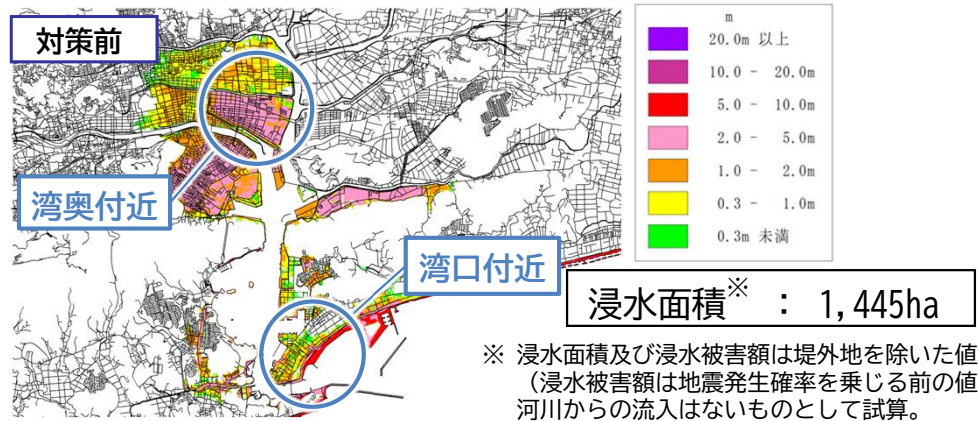 対策前
湾奥付近
湾口付近
m
20.0m 以上
10.0 - 20.0m
5.0 - 10.0m
2.0 - 5.0m
1.0 - 2.0m
0.3 - 1.0m
0.3m 未満
浸水面積※ : 1,445ha
※ 浸水面積及び浸水被害額は堤外地を除いた値
（浸水被害額は地震発生確率を乗じる前の値
河川からの流入はないものとして試算。